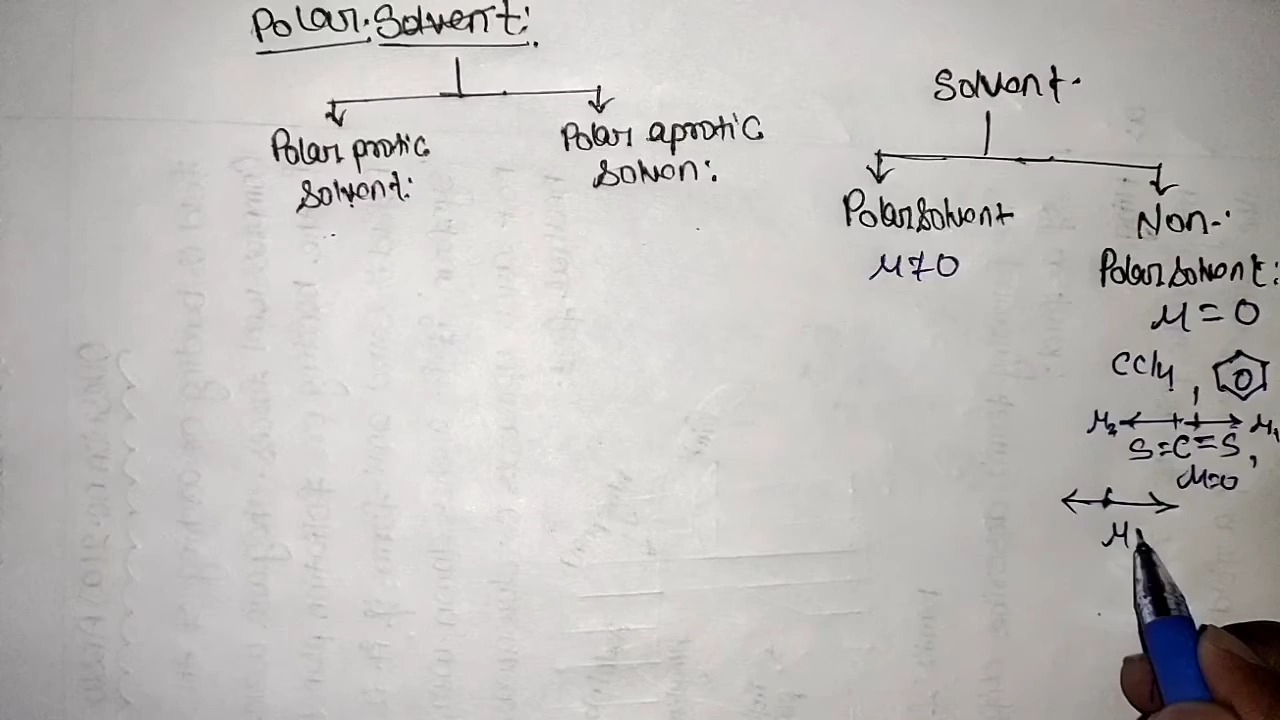 Polar Solvent:
Polar protic
Solvent:
Polar aprotic
Solven:
Solvent.
Polar Solvent
μ≠0
Non-
Polar Solvent:
μ=0
CCl4,
μ2 μ1
S=C=S,
μ=0
μ